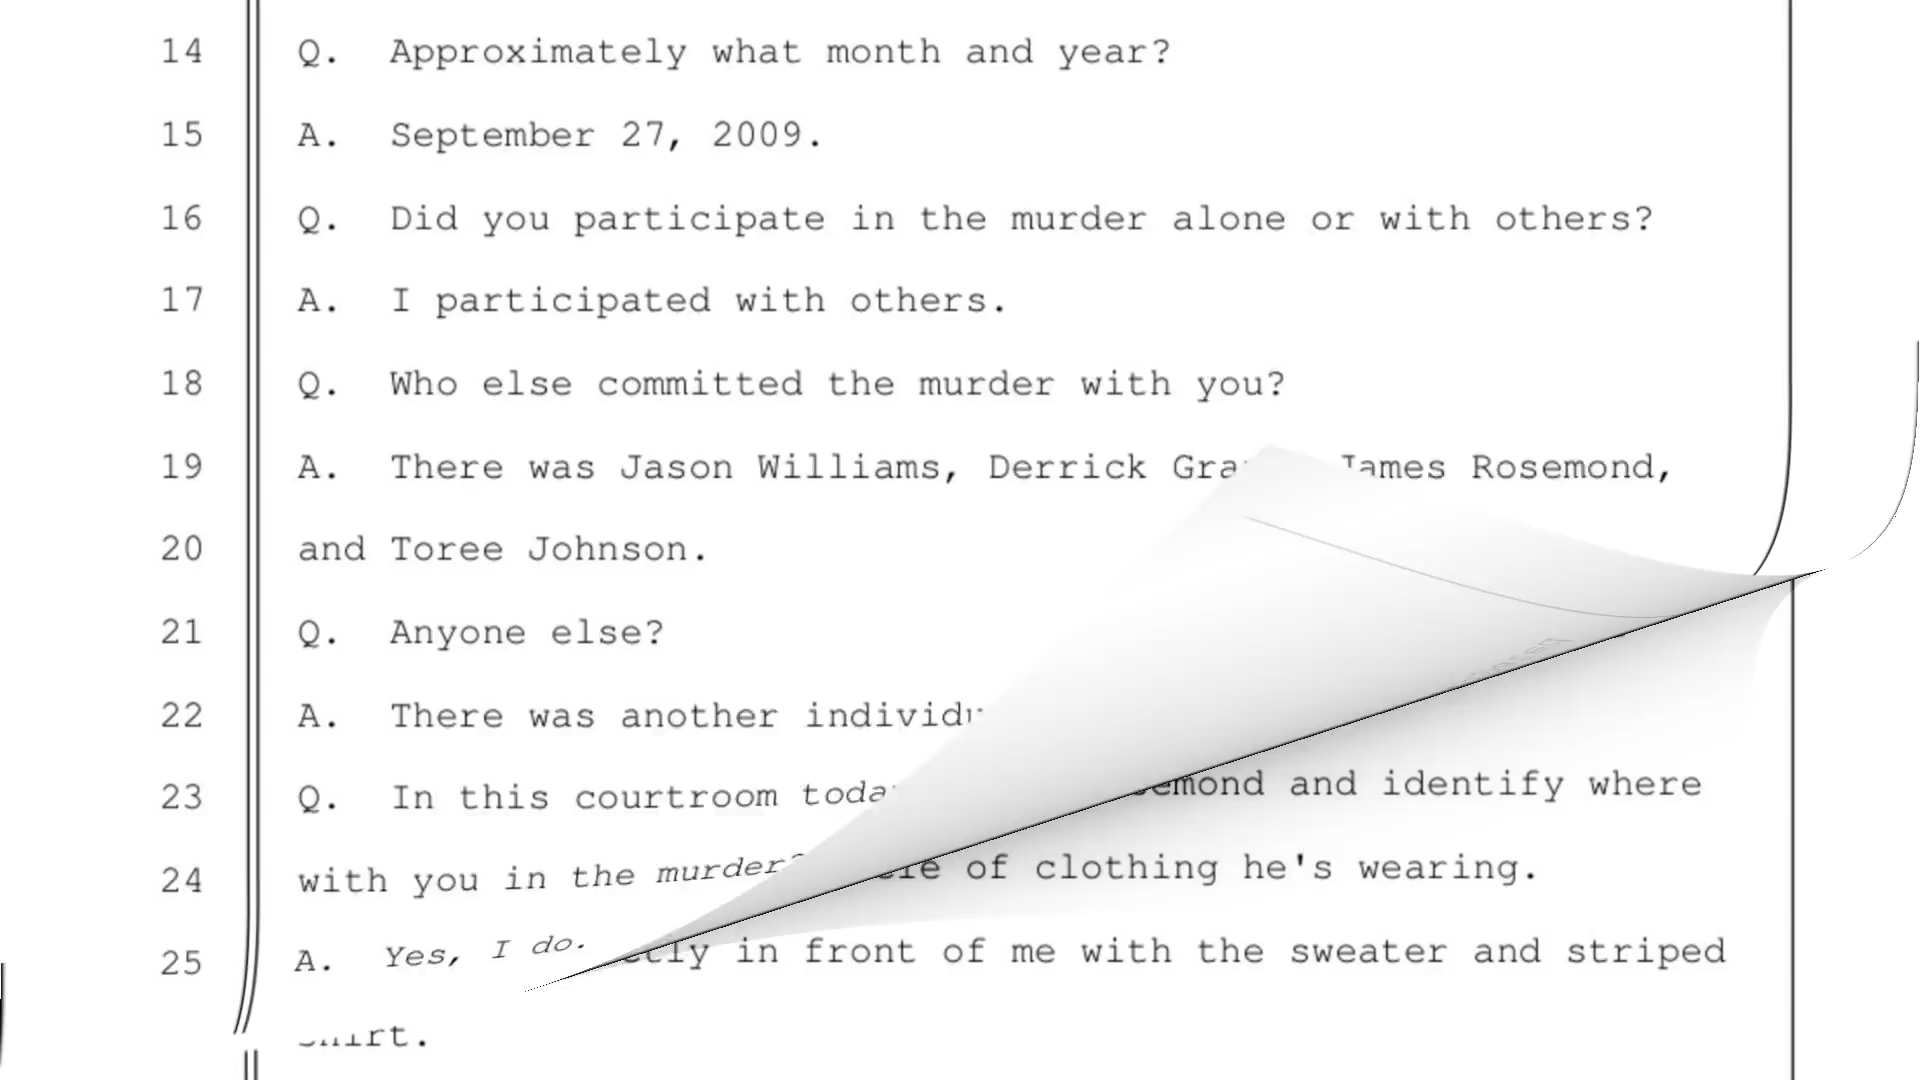 14 Q. Approximately what month and year?
15 A. September 27, 2009.
16 Q. Did you participate in the murder alone or with others?
17 A. I participated with others.
18 Q. Who else committed the murder with you?
19 A. There was Jason Williams, Derrick James Rosemond,
20 and Toree Johnson.
21 Q. Anyone else?
22 A. There was another
23 Q. In this courtroom and identify where
24 with you in the murder? of clothing he's wearing.
25 A. Yes, I do. in front of me with the sweater and striped
shirt.